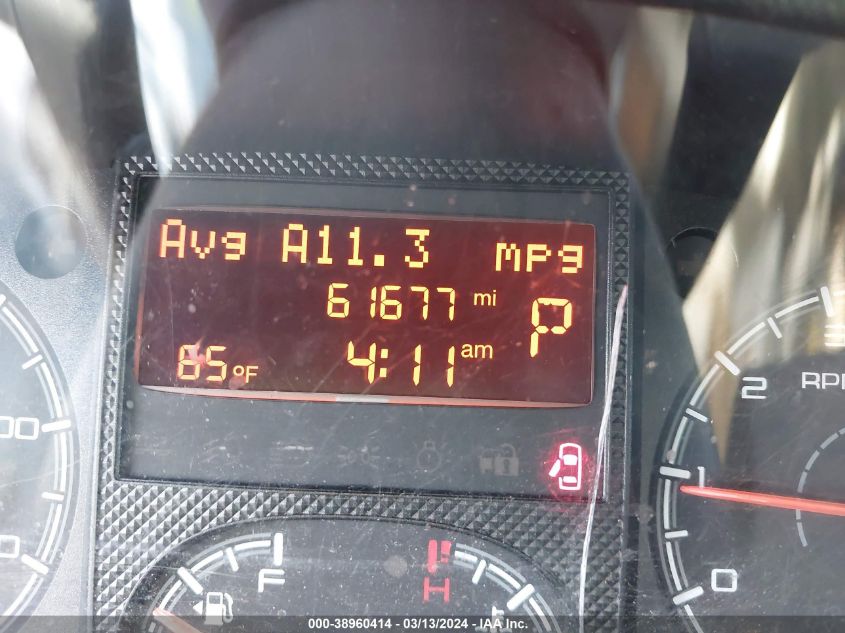 Avg A11.3 mpg
61677 mi
P
85°F 4:11 am
2
1
0
F
H
000-38960414 - 03/13/2024 - IAA Inc.